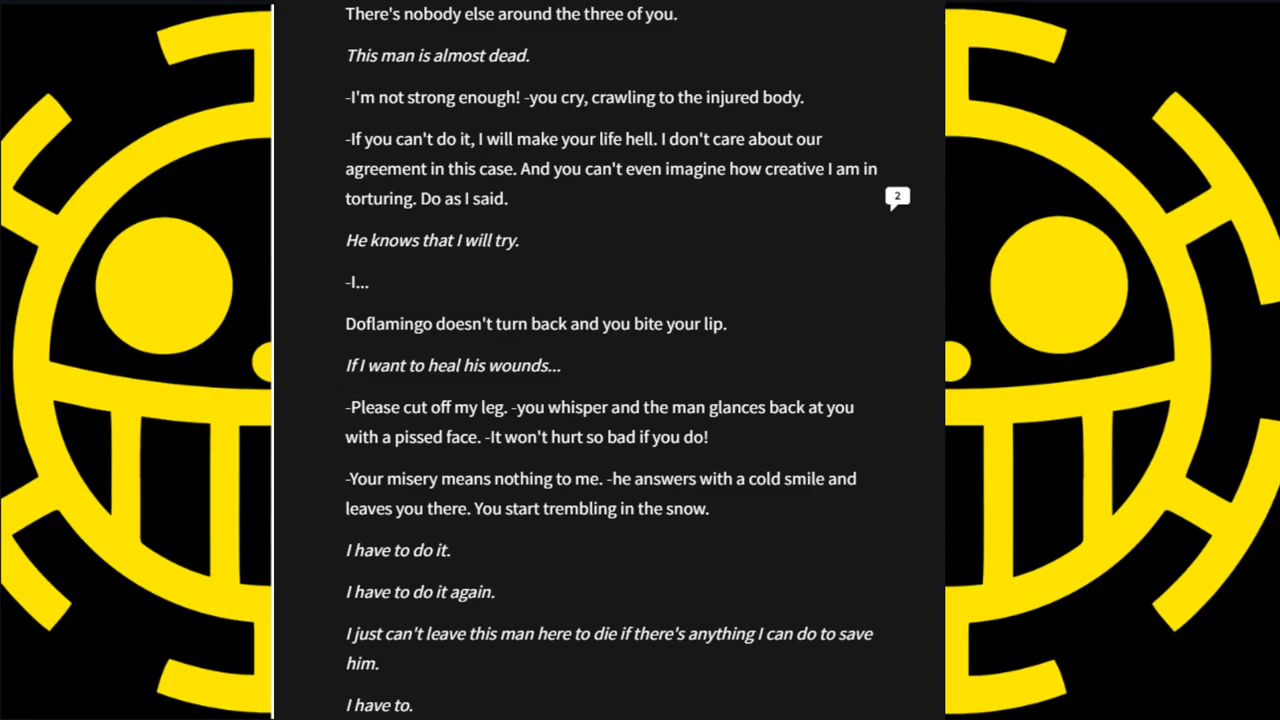 There's nobody else around the three of you.
This man is almost dead.
-I'm not strong enough! -you cry, crawling to the injured body.
-If you can't do it, I will make your life hell. I don't care about our
agreement in this case. And you can't even imagine how creative I am in
torturing. Do as I said.
2
He knows that I will try.
-I...
Doflamingo doesn't turn back and you bite your lip.
If I want to heal his wounds...
-Please cut off my leg. -you whisper and the man glances back at you
with a pissed face. -It won't hurt so bad if you do!
-Your misery means nothing to me. -he answers with a cold smile and
leaves you there. You start trembling in the snow.
I have to do it.
I have to do it again.
I just can't leave this man here to die if there's anything I can do to save
him.
I have to.